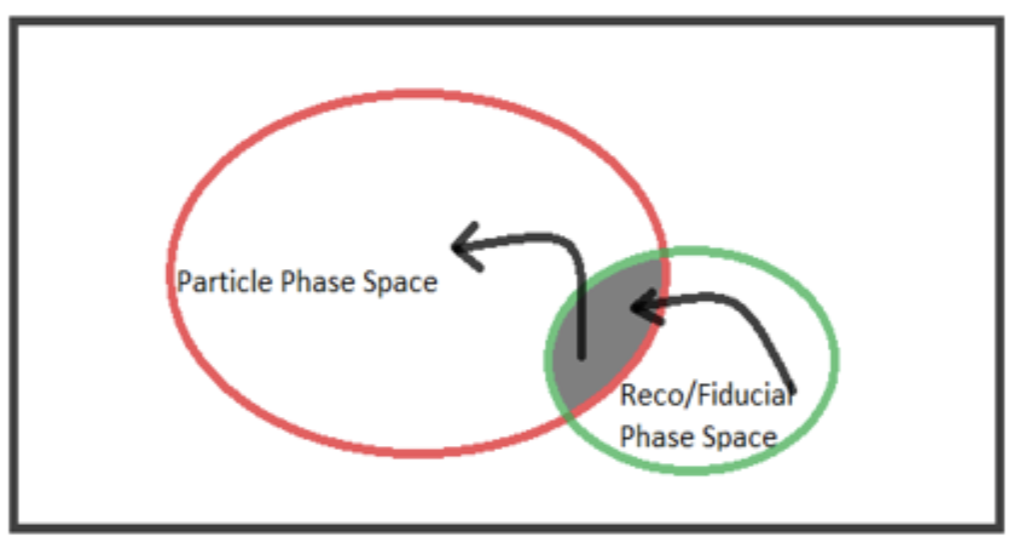 Particle Phase Space
Reco/Fiducial
Phase Space